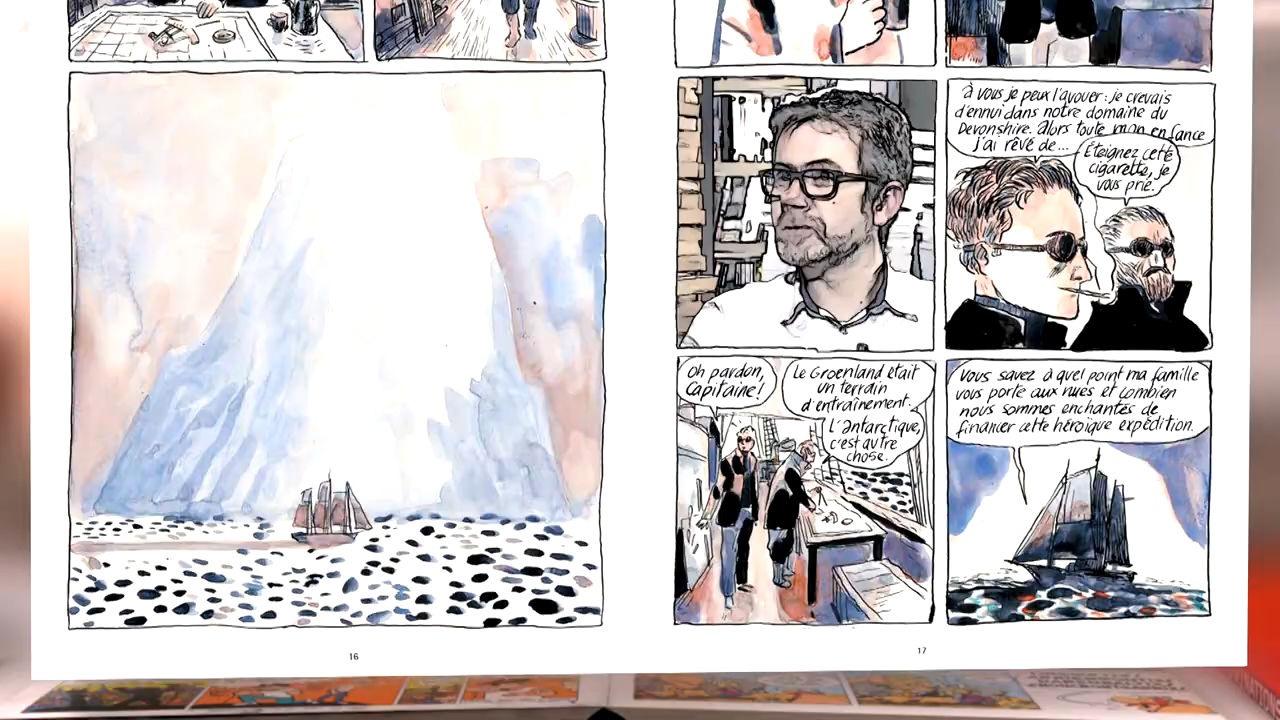 À vous je peux l'avouer : je crevais
d'ennui dans notre domaine du
Devonshire. Alors toute mon enfance
j'ai rêvé de...
Éteignez cette
cigarette, je
vous prie.
Oh pardon,
Capitaine !
Le Groenland était
un terrain
d'entraînement.
L'Antarctique,
c'est autre
chose.
Vous savez à quel point ma famille
vous porte aux nues et combien
nous sommes enchantés de
financer cette héroïque expédition.
16
17